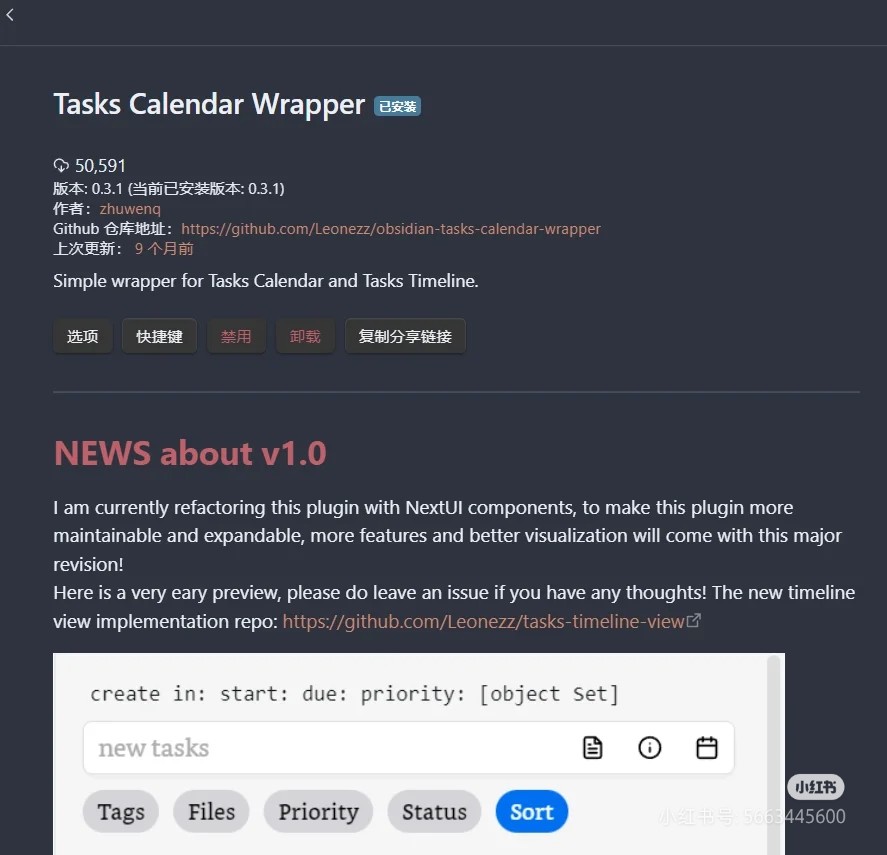 Tasks Calendar Wrapper 已安装
50,591
版本: 0.3.1 (当前已安装版本: 0.3.1)
作者：zhuwenq
Github 仓库地址：https://github.com/Leonezz/obsidian-tasks-calendar-wrapper
上次更新： 9 个月前
Simple wrapper for Tasks Calendar and Tasks Timeline.
选项 快捷键 禁用 卸载 复制分享链接
NEWS about v1.0
I am currently refactoring this plugin with NextUI components, to make this plugin more
maintainable and expandable, more features and better visualization will come with this major
revision!
Here is a very eary preview, please do leave an issue if you have any thoughts! The new timeline
view implementation repo: https://github.com/Leonezz/tasks-timeline-view
create in: start: due: priority: [object Set]
new tasks
Tags Files Priority Status Sort
小红书
小红书号: 5663445600